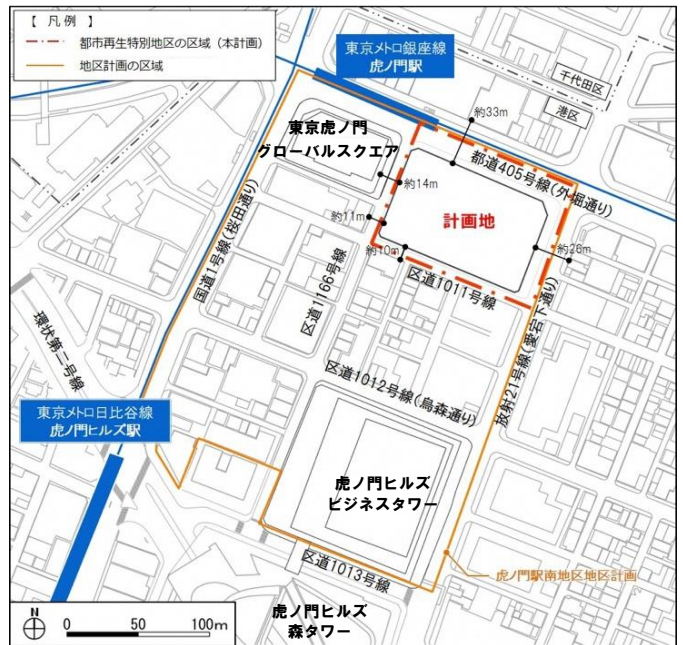 【 凡 例 】
都市再生特別地区の区域（本計画）
地区計画の区域
東京メトロ銀座線
虎ノ門駅
千代田区
港区
約33m
東京虎ノ門
グローバルスクエア
都道405号線(外堀通り)
約14m
約11m
計画地
約10m
約26m
国道1号線(桜田通り)
区道1166号線
区道1011号線
環状第二号線
放射21号線(愛宕下通り)
区道1012号線(烏森通り)
東京メトロ日比谷線
虎ノ門ヒルズ駅
虎ノ門ヒルズ
ビジネスタワー
区道1013号線
虎ノ門駅南地区地区計画
虎ノ門ヒルズ
森タワー
N
0 50 100m